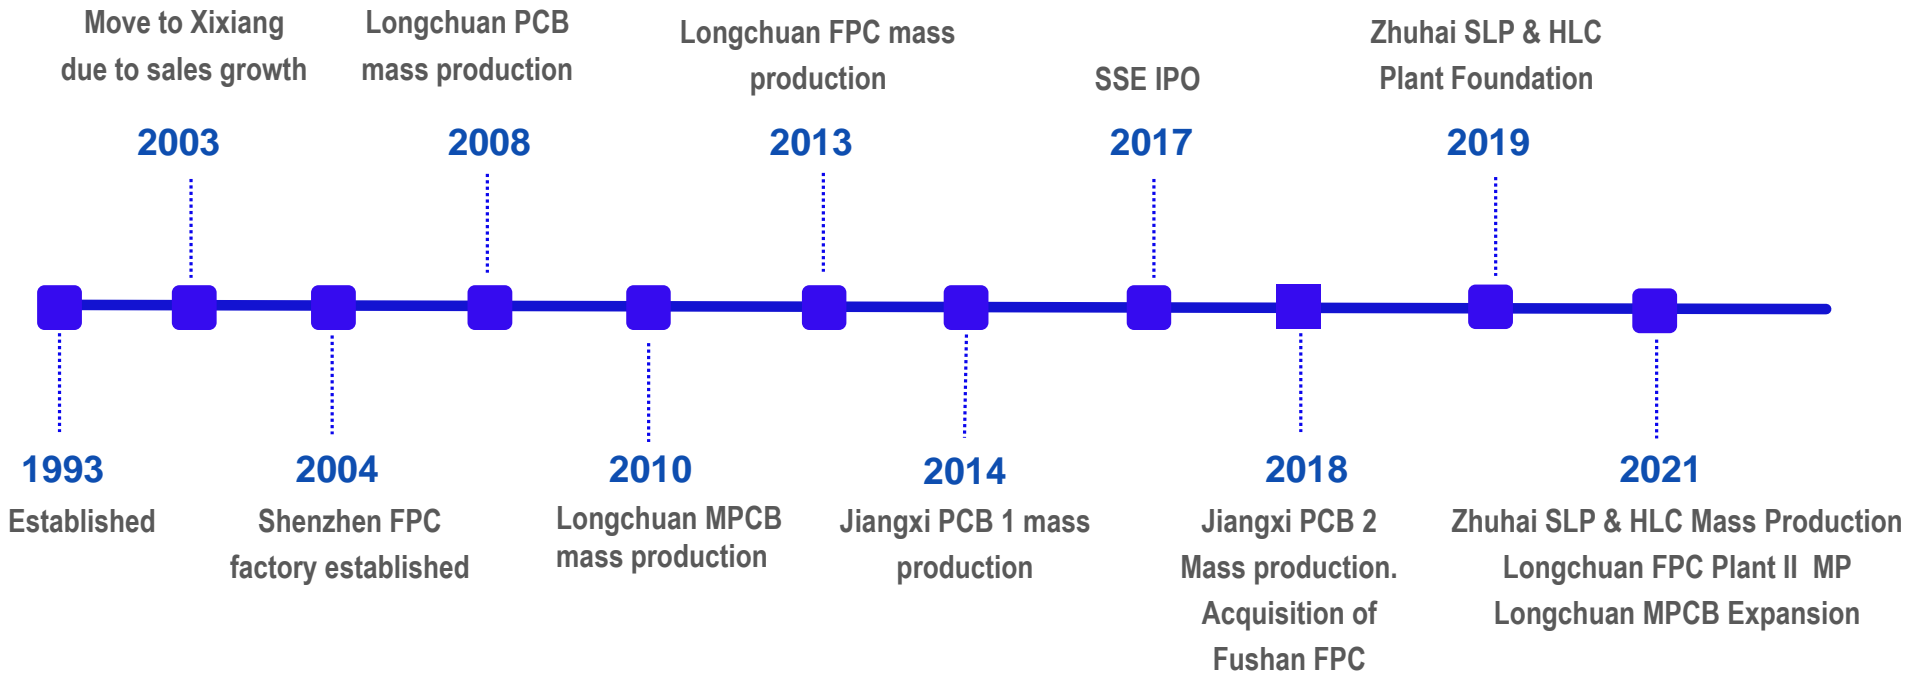 Move to Xixiang
due to sales growth
2003
Longchuan PCB
mass production
2008
Longchuan FPC mass
production
2013
SSE IPO
2017
Zhuhai SLP & HLC
Plant Foundation
2019
1993
Established
2004
Shenzhen FPC
factory established
2010
Longchuan MPCB
mass production
2014
Jiangxi PCB 1 mass
production
2018
Jiangxi PCB 2
Mass production.
Acquisition of
Fushan FPC
2021
Zhuhai SLP & HLC Mass Production
Longchuan FPC Plant II  MP
Longchuan MPCB Expansion